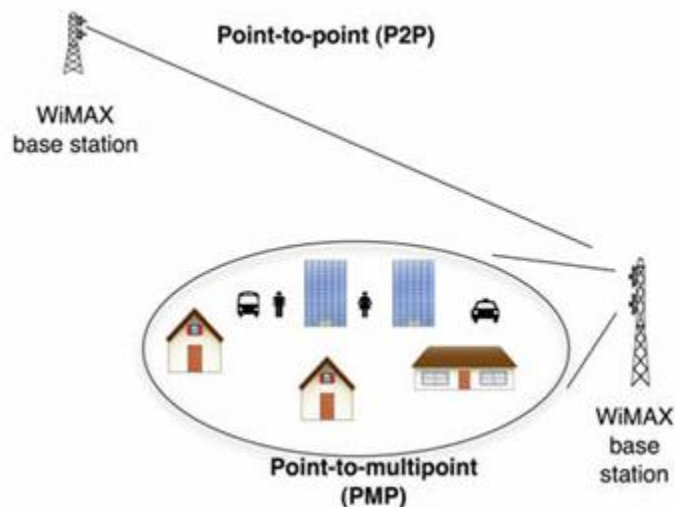 Point-to-point (P2P)
WiMAX
base station
Point-to-multipoint
(PMP)
WiMAX
base
station